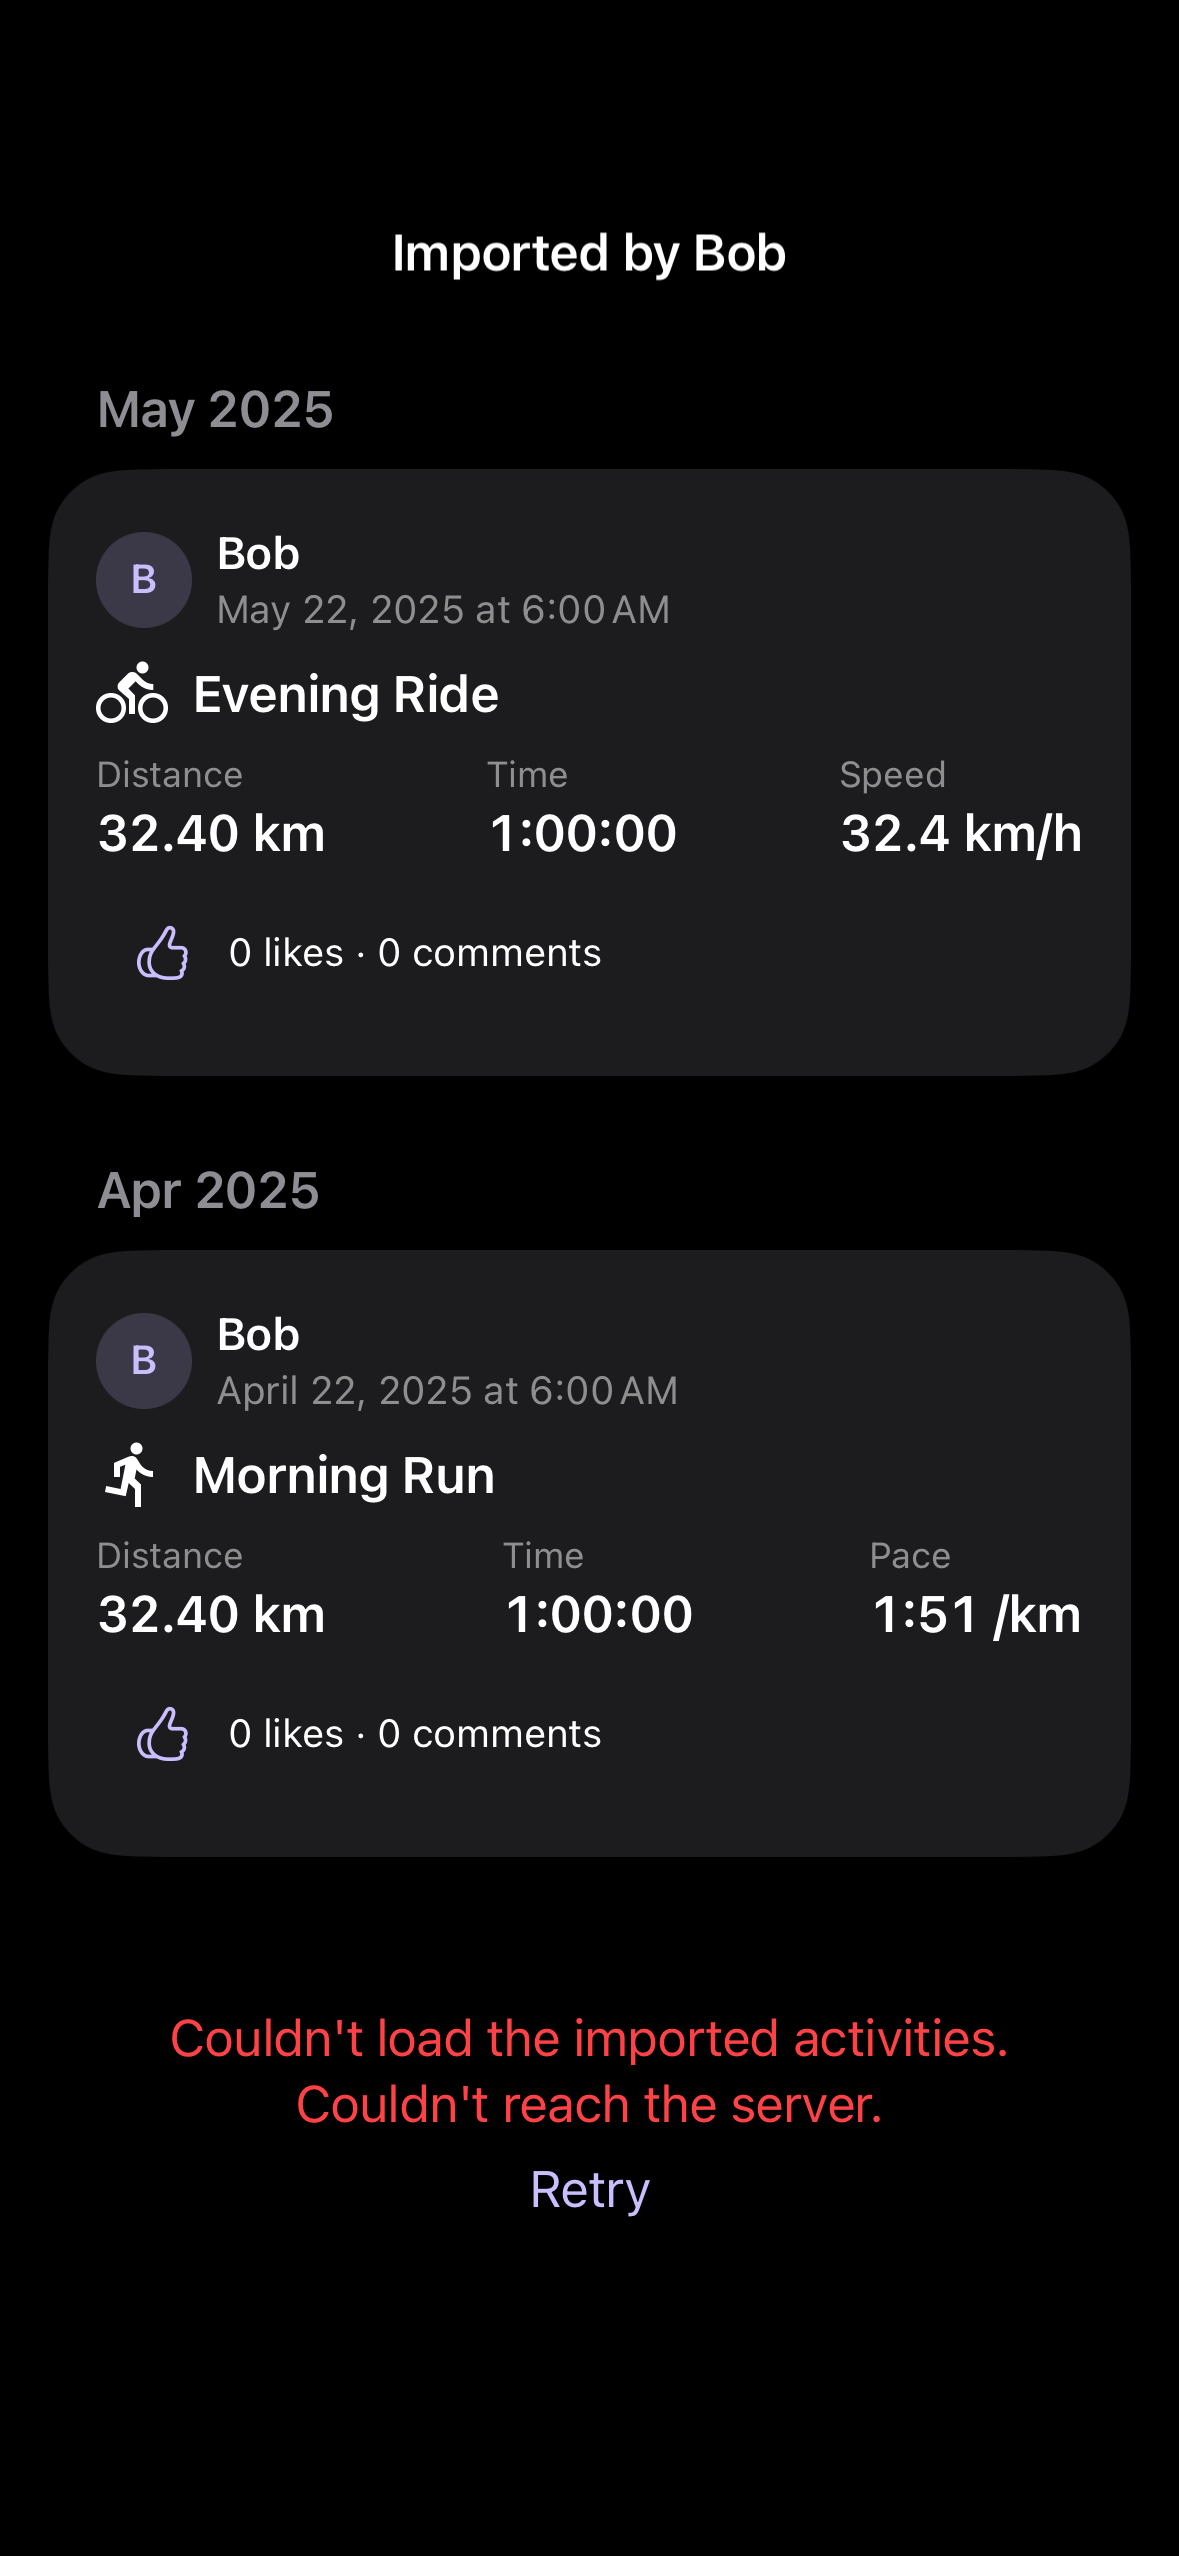 Imported by Bob
May 2025
B
Bob
May 22, 2025 at 6:00 AM
Evening Ride
Distance
Time
Speed
32.40 km
1:00:00
32.4 km/h
0 likes · 0 comments
Apr 2025
B
Bob
April 22, 2025 at 6:00 AM
Morning Run
Distance
Time
Pace
32.40 km
1:00:00
1:51 /km
0 likes · 0 comments
Couldn't load the imported activities.
Couldn't reach the server.
Retry